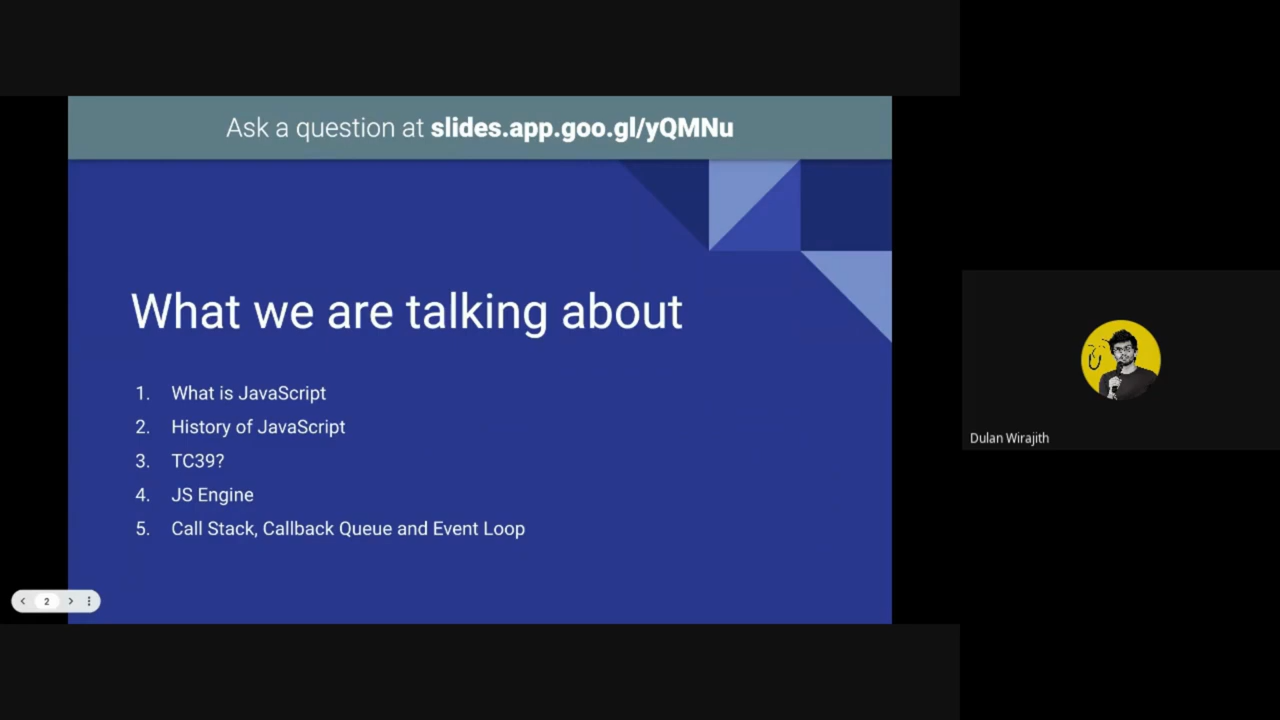 Ask a question at slides.app.goo.gl/yQMNu
What we are talking about
1. What is JavaScript
2. History of JavaScript
3. TC39?
4. JS Engine
5. Call Stack, Callback Queue and Event Loop
2
Dulan Wirajith